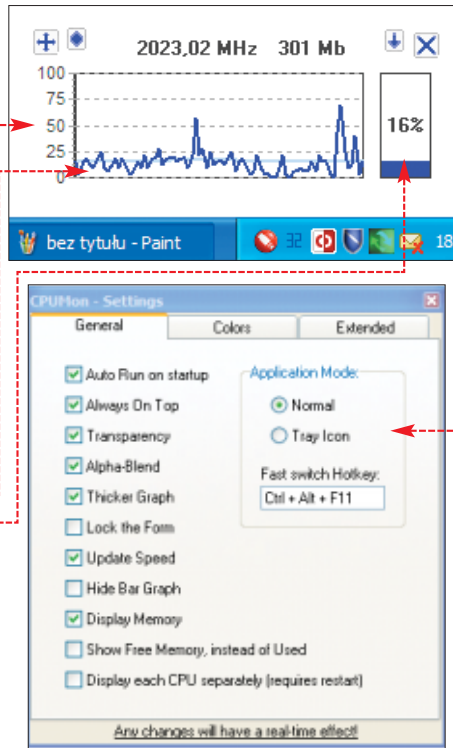 2023,02 MHz 301 Mb
100
75
50
25
0
16%
bez tytułu - Paint
32
18
CPUMon - Settings
General Colors Extended
Auto Run on startup
Always On Top
Transparency
Alpha-Blend
Thicker Graph
Lock the Form
Update Speed
Hide Bar Graph
Display Memory
Show Free Memory, instead of Used
Display each CPU separately (requires restart)
Application Mode:
Normal
Tray Icon
Fast switch Hotkey:
Ctrl + Alt + F11
Any changes will have a real-time effect!